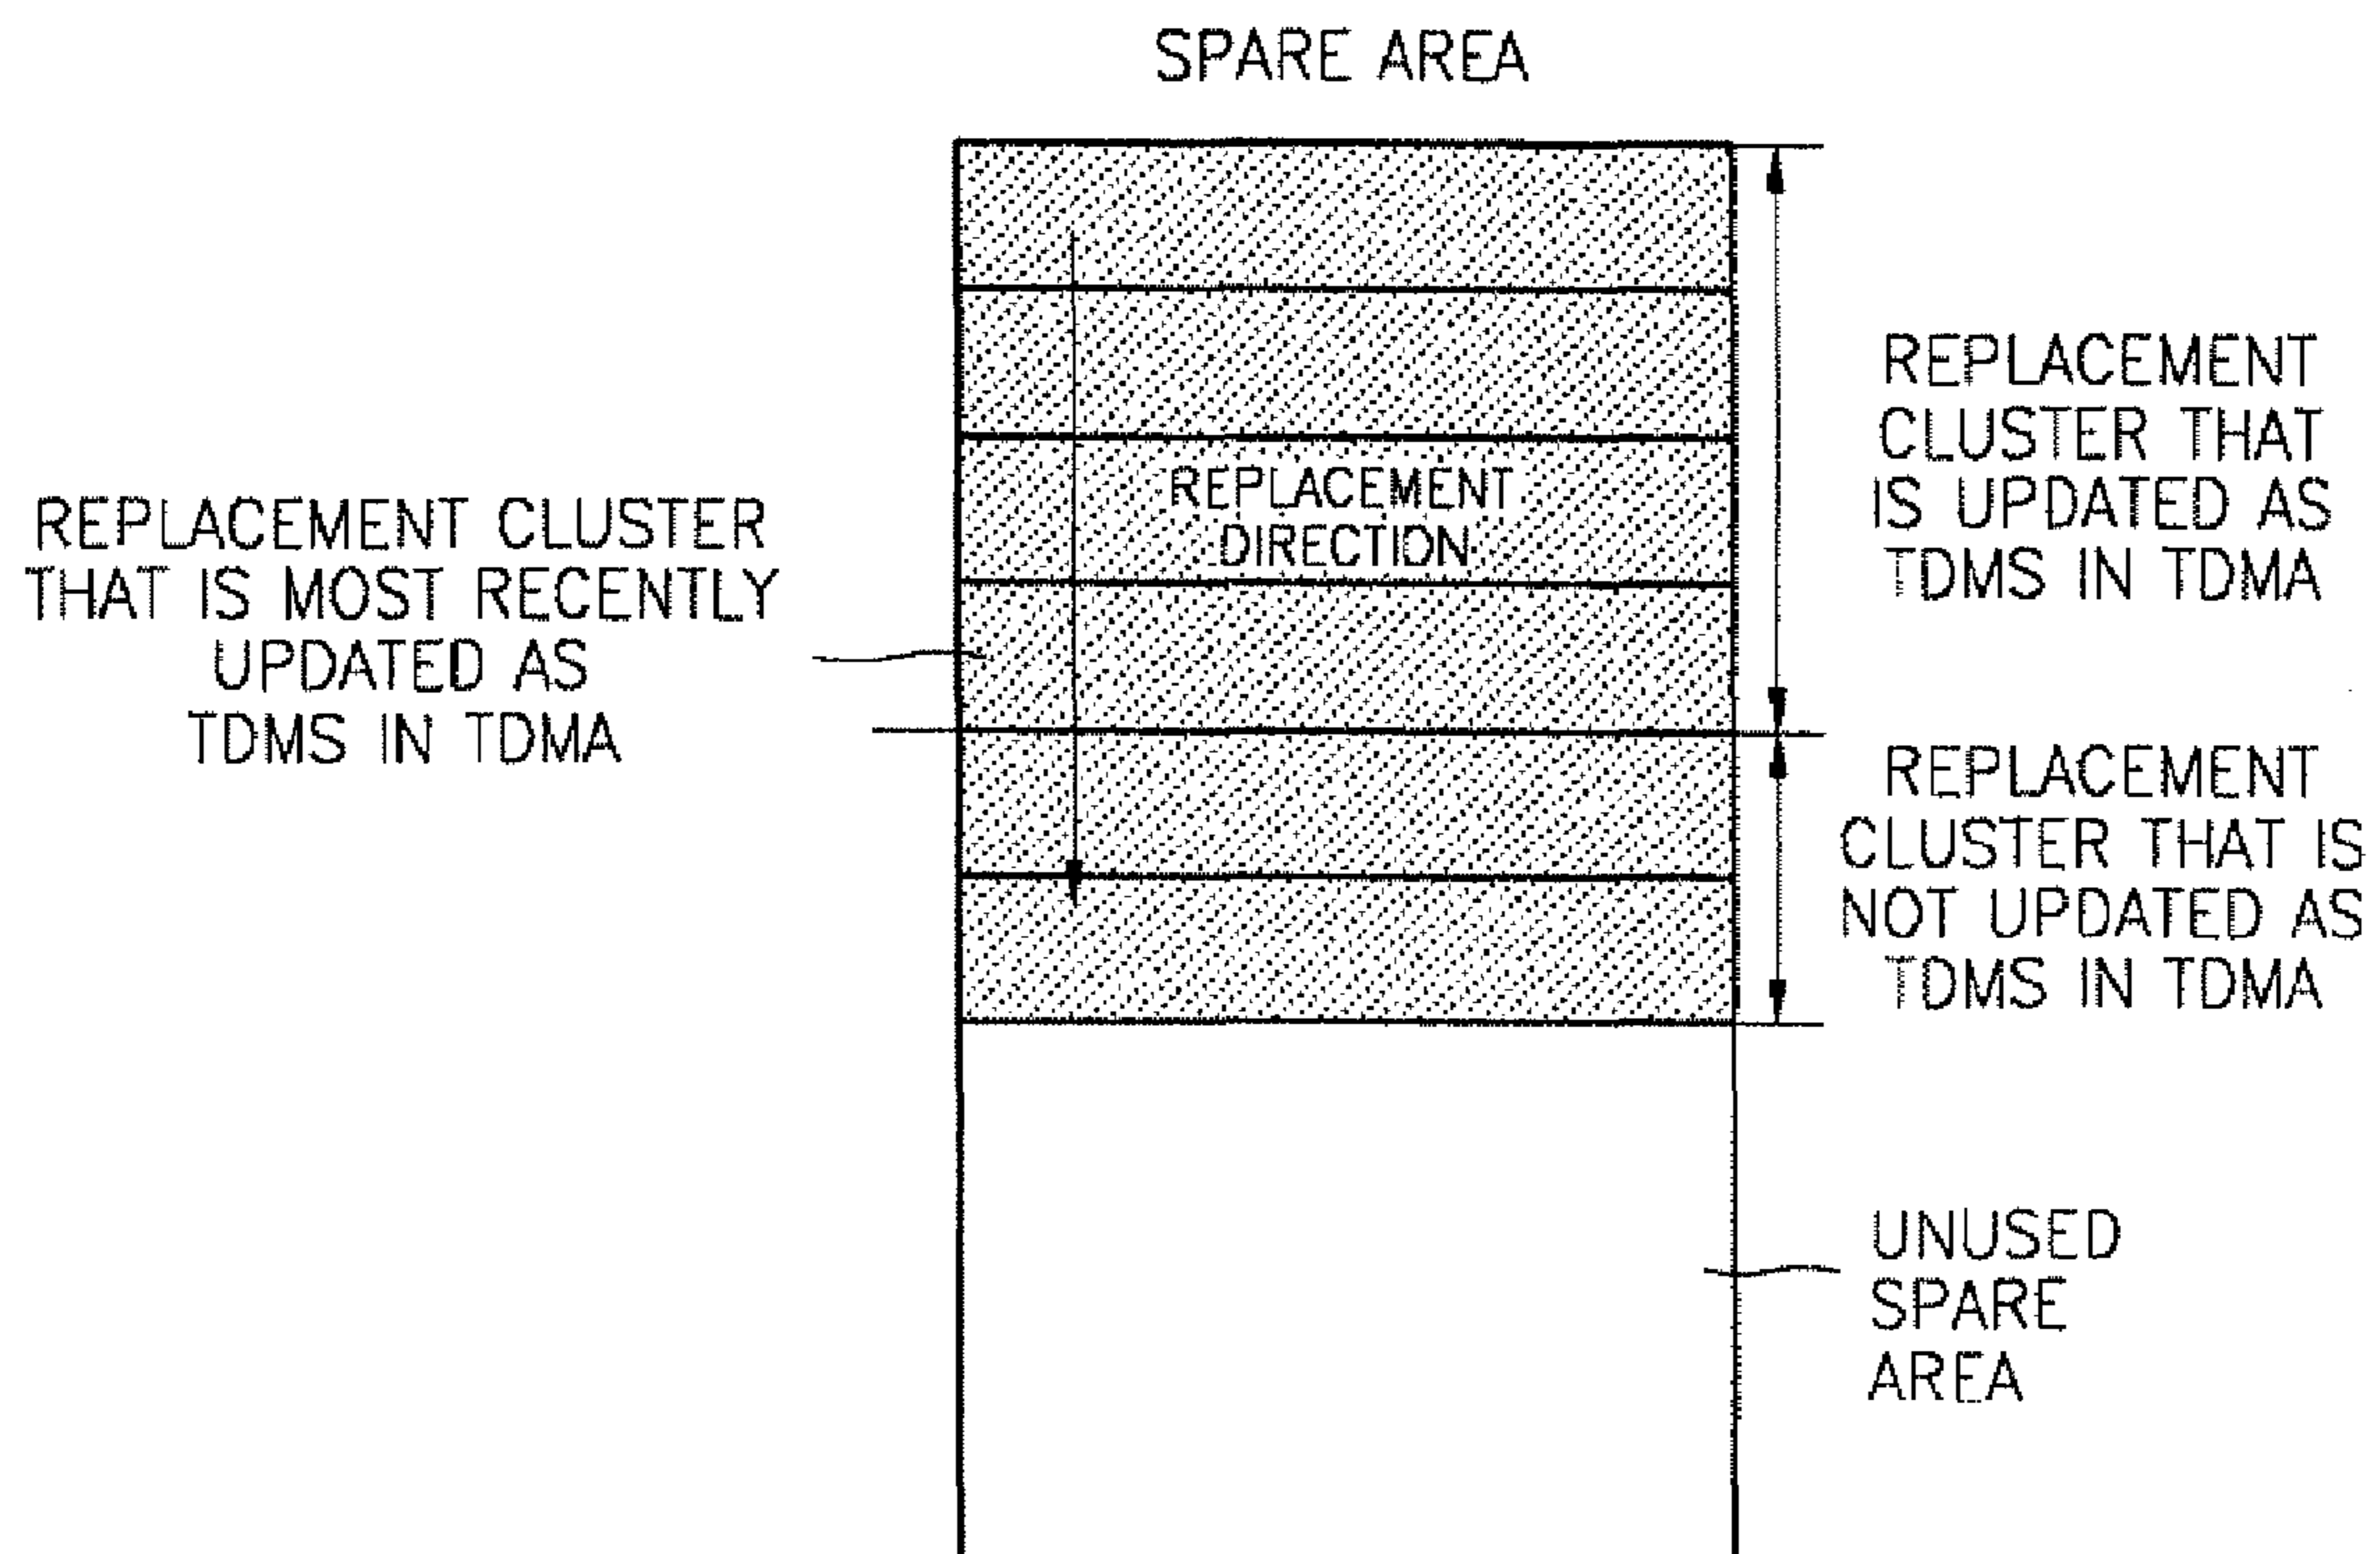 SPARE AREA
REPLACEMENT CLUSTER
THAT IS MOST RECENTLY
UPDATED AS
TDMS IN TDMA
REPLACEMENT
DIRECTION
REPLACEMENT
CLUSTER THAT
IS UPDATED AS
TDMS IN TDMA
REPLACEMENT
CLUSTER THAT IS
NOT UPDATED AS
TDMS IN TDMA
UNUSED
SPARE
AREA